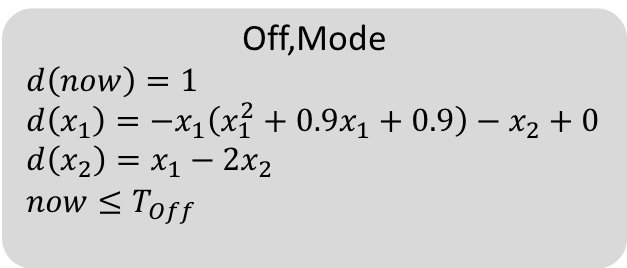 Off,Mode
d(now) = 1
d(x₁) = −x₁(x₁² + 0.9x₁ + 0.9) − x₂ + 0
d(x₂) = x₁ − 2x₂
now ≤ T_Off